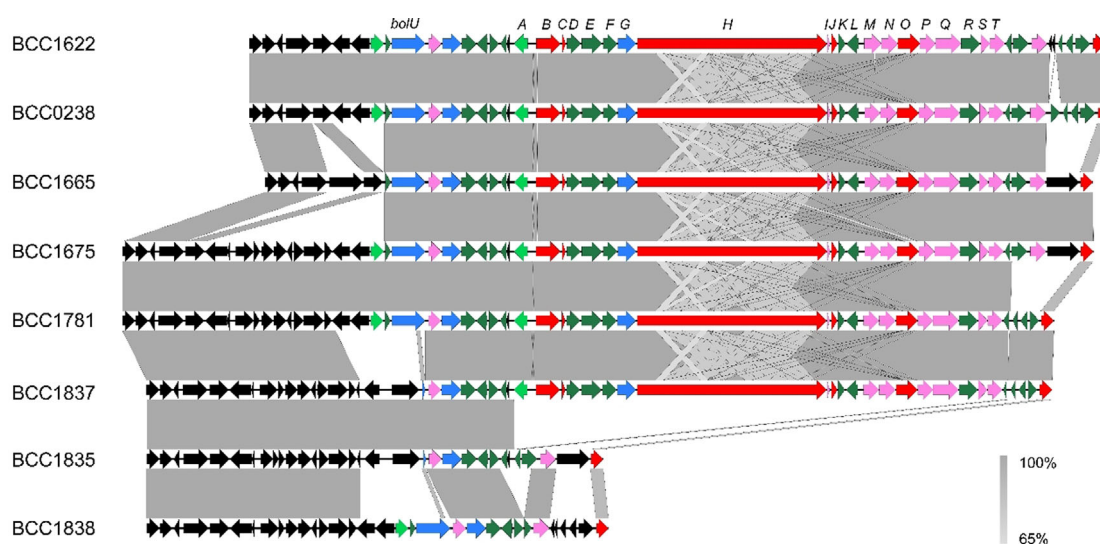 bolU A B C D E F G H I J K L M N O P Q R S T
BCC1622
BCC0238
BCC1665
BCC1675
BCC1781
BCC1837
BCC1835
100%
BCC1838
65%